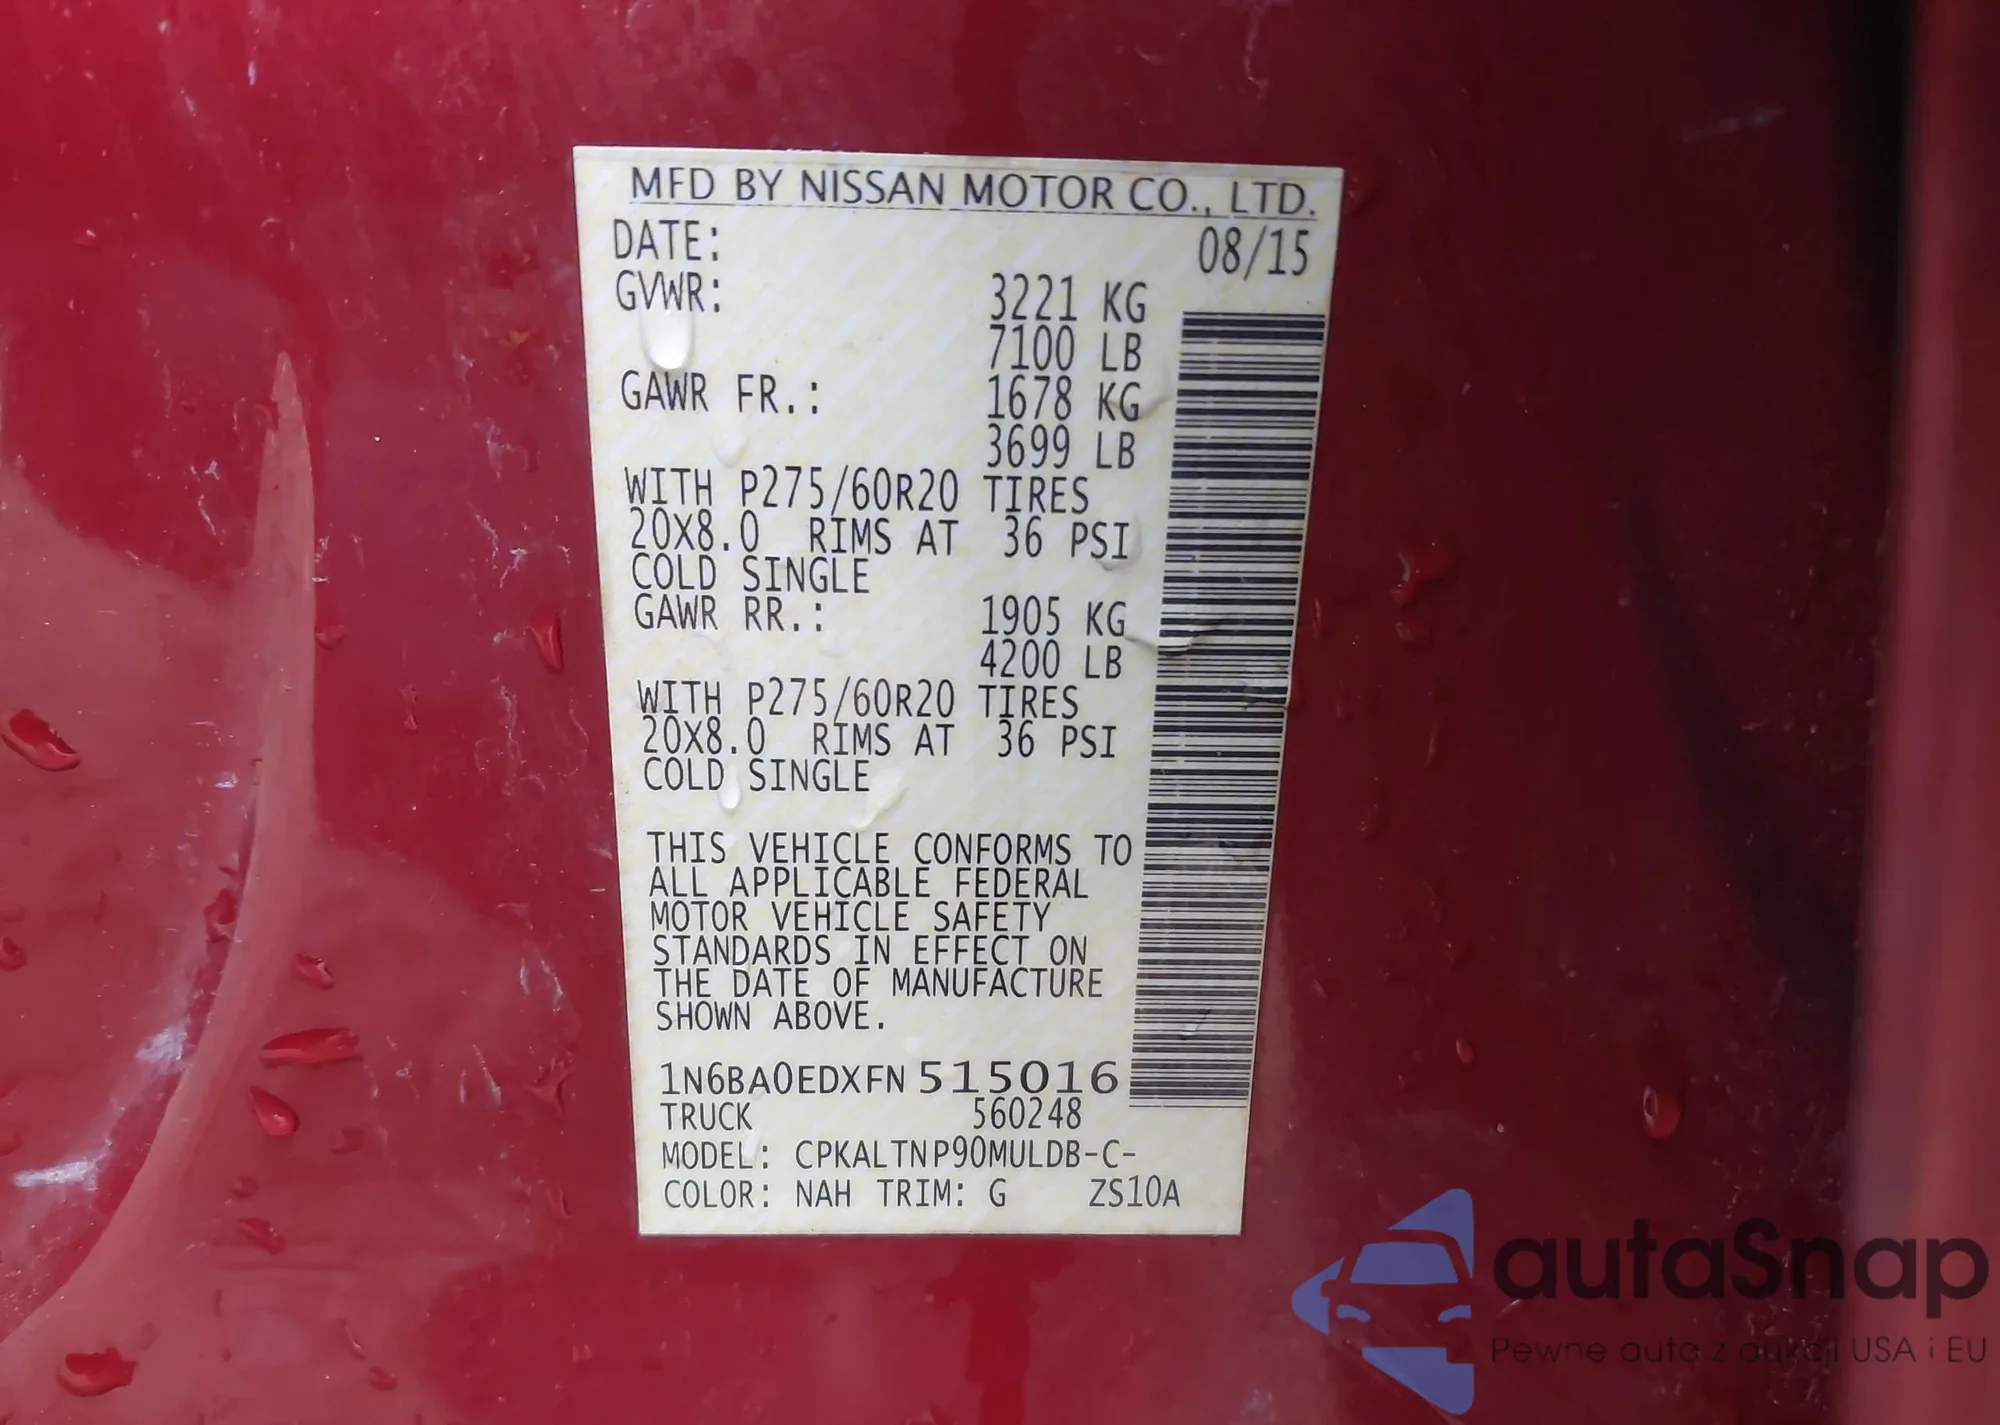 MFD BY NISSAN MOTOR CO., LTD.
DATE: 08/15
GVWR: 3221 KG
7100 LB
GAWR FR.: 1678 KG
3699 LB
WITH P275/60R20 TIRES
20X8.0 RIMS AT 36 PSI
COLD SINGLE
GAWR RR.: 1905 KG
4200 LB
WITH P275/60R20 TIRES
20X8.0 RIMS AT 36 PSI
COLD SINGLE
THIS VEHICLE CONFORMS TO
ALL APPLICABLE FEDERAL
MOTOR VEHICLE SAFETY
STANDARDS IN EFFECT ON
THE DATE OF MANUFACTURE
SHOWN ABOVE.
1N6BA0EDXFN515016
TRUCK 560248
MODEL: CPKALTNP90MULDB-C-
COLOR: NAH TRIM: G ZS10A
autaSnap
Pewne auta z aukcji USA i EU